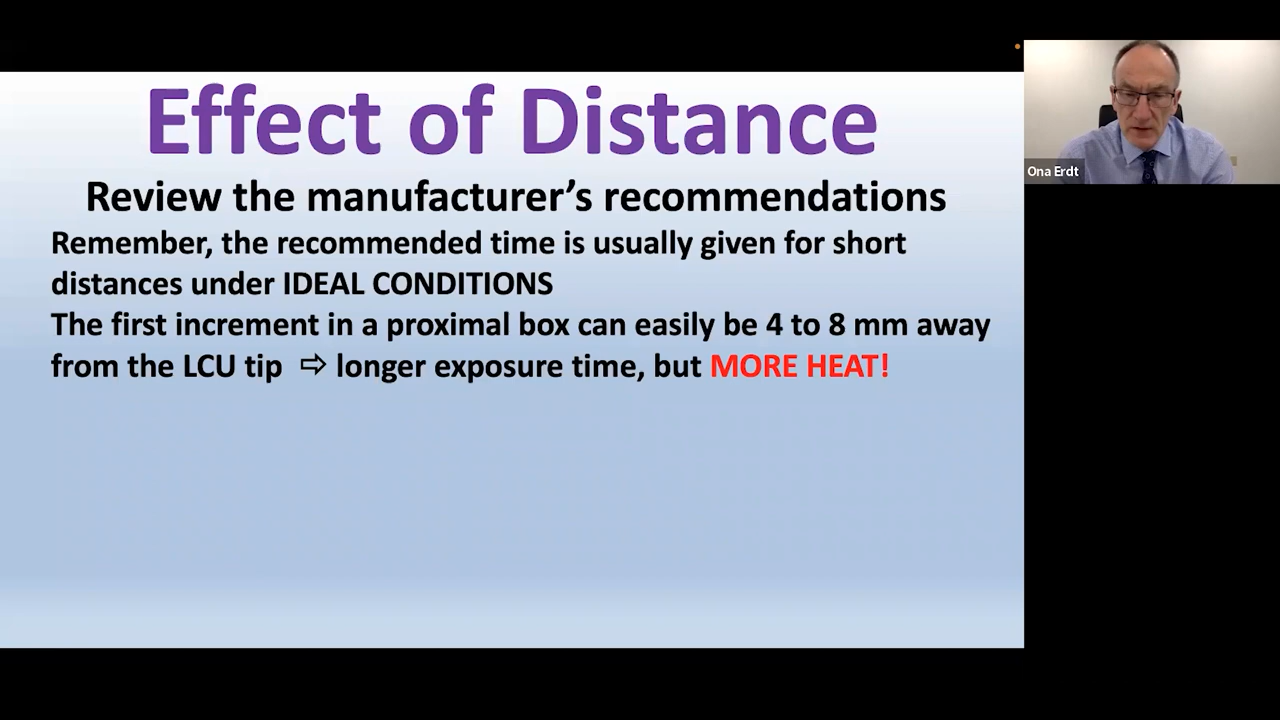 Effect of Distance
Review the manufacturer’s recommendations
Remember, the recommended time is usually given for short
distances under IDEAL CONDITIONS
The first increment in a proximal box can easily be 4 to 8 mm away
from the LCU tip ⇨ longer exposure time, but MORE HEAT!
Ona Erdt